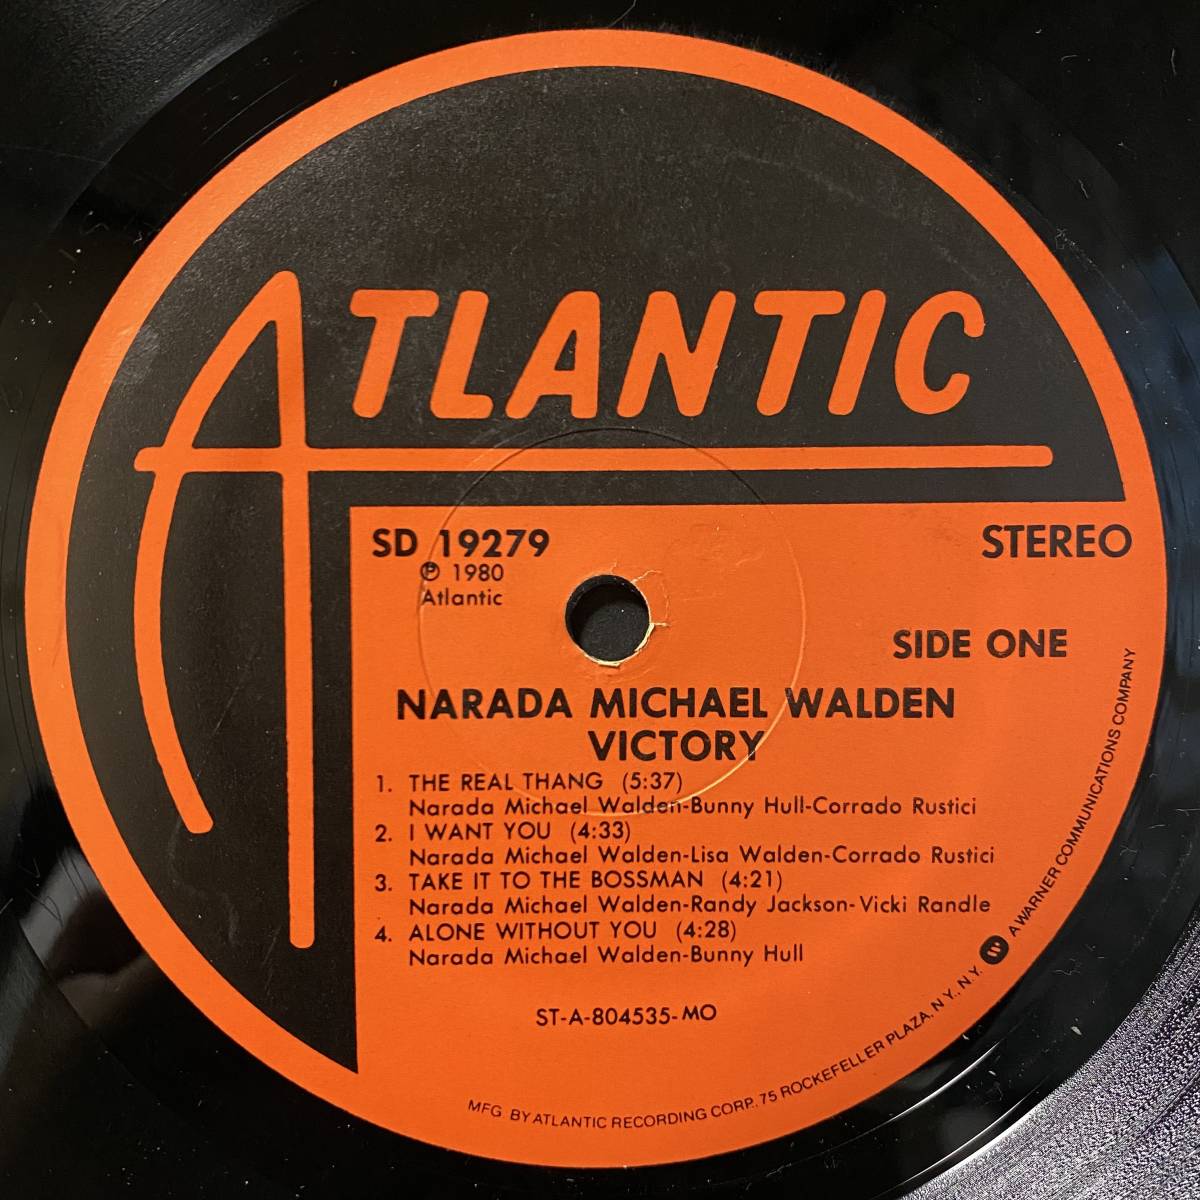 ATLANTIC
SD 19279
STEREO
℗ 1980
Atlantic
SIDE ONE
NARADA MICHAEL WALDEN
VICTORY
1. THE REAL THANG (5:37)
Narada Michael Walden-Bunny Hull-Corrado Rustici
2. I WANT YOU (4:33)
Narada Michael Walden-Lisa Walden-Corrado Rustici
3. TAKE IT TO THE BOSSMAN (4:21)
Narada Michael Walden-Randy Jackson-Vicki Randle
4. ALONE WITHOUT YOU (4:28)
Narada Michael Walden-Bunny Hull
ST-A-804535-MO
MFG BY ATLANTIC RECORDING CORP., 75 ROCKEFELLER PLAZA, N.Y., N.Y. A WARNER COMMUNICATIONS COMPANY